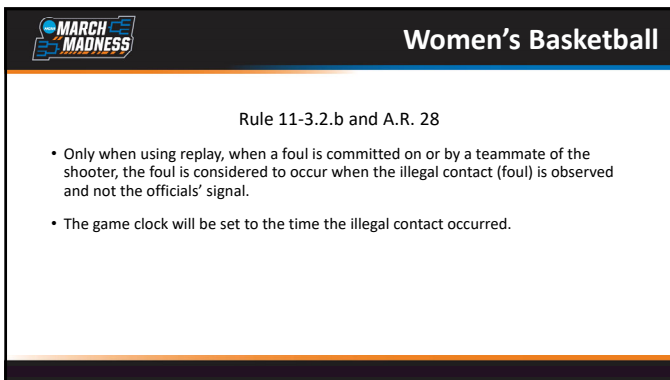 MARCH
MADNESS
Women's Basketball
Rule 11-3.2.b and A.R. 28
• Only when using replay, when a foul is committed on or by a teammate of the
shooter, the foul is considered to occur when the illegal contact (foul) is observed
and not the officials' signal.
• The game clock will be set to the time the illegal contact occurred.